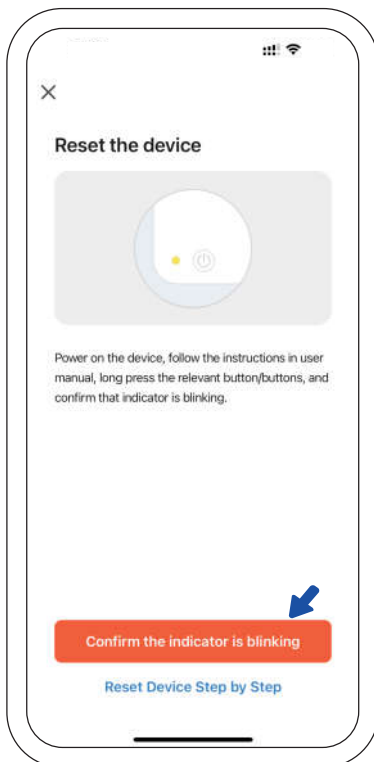 Reset the device
Power on the device, follow the instructions in user
manual, long press the relevant button/buttons, and
confirm that indicator is blinking.
Confirm the indicator is blinking
Reset Device Step by Step